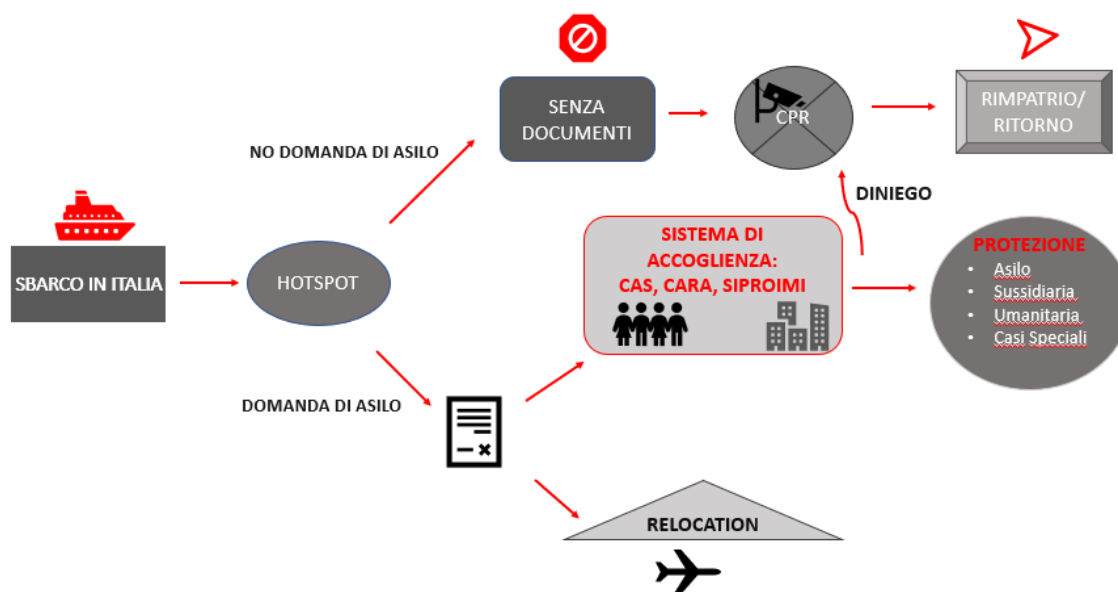 SENZA
DOCUMENTI
CPR
RIMPATRIO/
RITORNO
NO DOMANDA DI ASILO
DINIEGO
SBARCO IN ITALIA
HOTSPOT
SISTEMA DI
ACCOGLIENZA:
CAS, CARA, SIPROIMI
PROTEZIONE
• Asilo
• Sussidiaria
• Umanitaria
• Casi Speciali
DOMANDA DI ASILO
RELOCATION